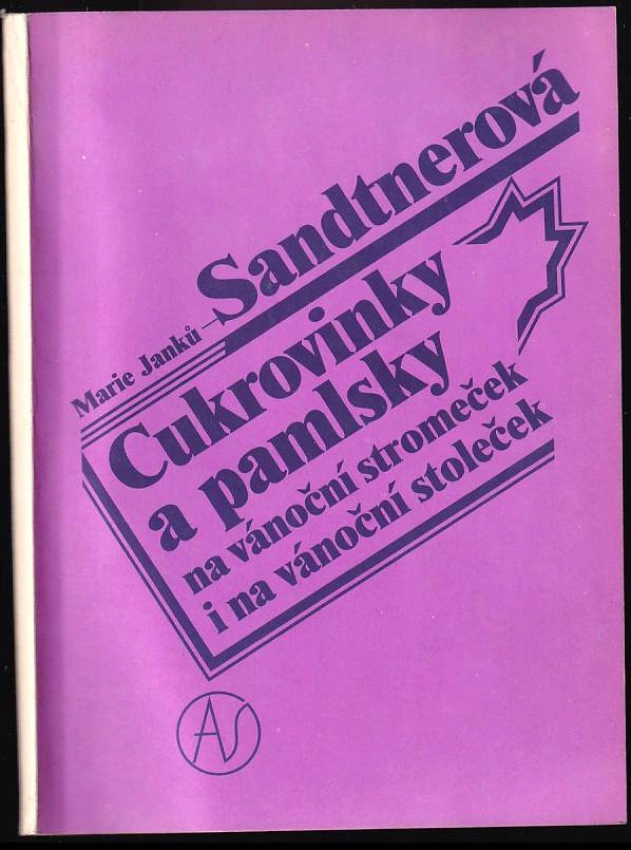 Marie Janků–Sandtnerová
Cukrovinky
a pamlsky
na vánoční stromeček
i na vánoční stoleček
AS